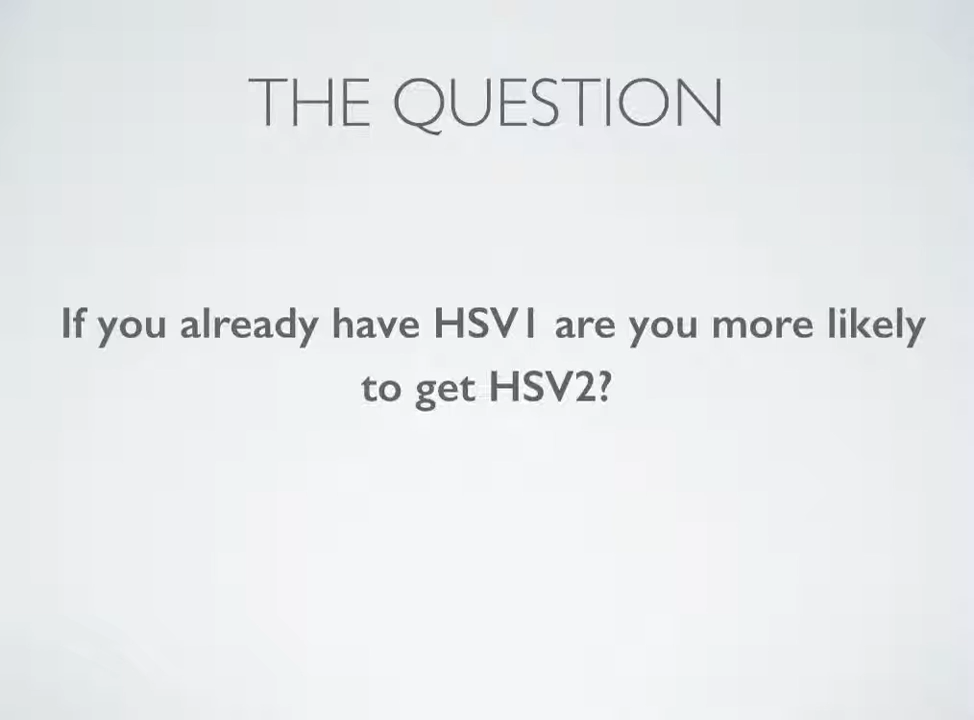 THE QUESTION
If you already have HSV1 are you more likely
to get HSV2?